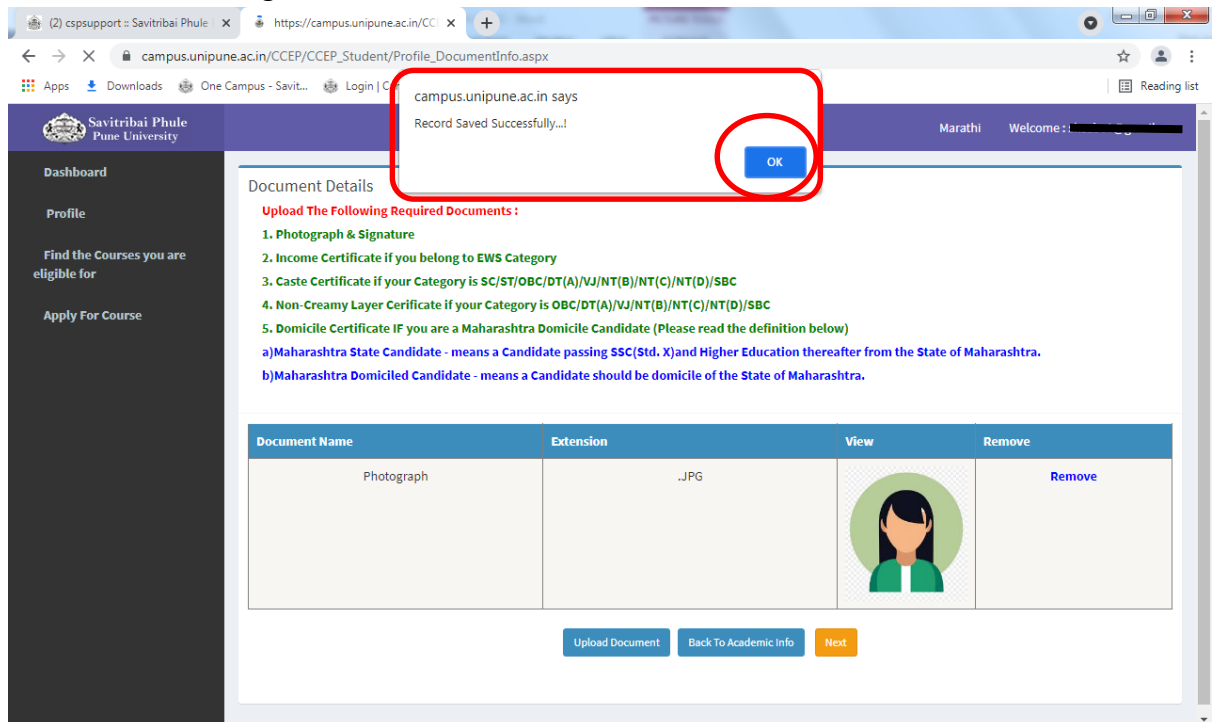 (2) cspsupport :: Savitribai Phule
https://campus.unipune.ac.in/CC
campus.unipune.ac.in/CCEP/CCEP_Student/Profile_DocumentInfo.aspx
Apps Downloads One Campus - Savit... Login | C Reading list
campus.unipune.ac.in says
Record Saved Successfully...!
OK
Savitribai Phule
Pune University
Marathi Welcome :
Dashboard
Profile
Find the Courses you are
eligible for
Apply For Course
Document Details
Upload The Following Required Documents :
1. Photograph & Signature
2. Income Certificate if you belong to EWS Category
3. Caste Certificate if your Category is SC/ST/OBC/DT(A)/VJ/NT(B)/NT(C)/NT(D)/SBC
4. Non-Creamy Layer Cerificate if your Category is OBC/DT(A)/VJ/NT(B)/NT(C)/NT(D)/SBC
5. Domicile Certificate IF you are a Maharashtra Domicile Candidate (Please read the definition below)
a)Maharashtra State Candidate - means a Candidate passing SSC(Std. X)and Higher Education thereafter from the State of Maharashtra.
b)Maharashtra Domiciled Candidate - means a Candidate should be domicile of the State of Maharashtra.
Document Name Extension View Remove
Photograph .JPG Remove
Upload Document Back To Academic Info Next